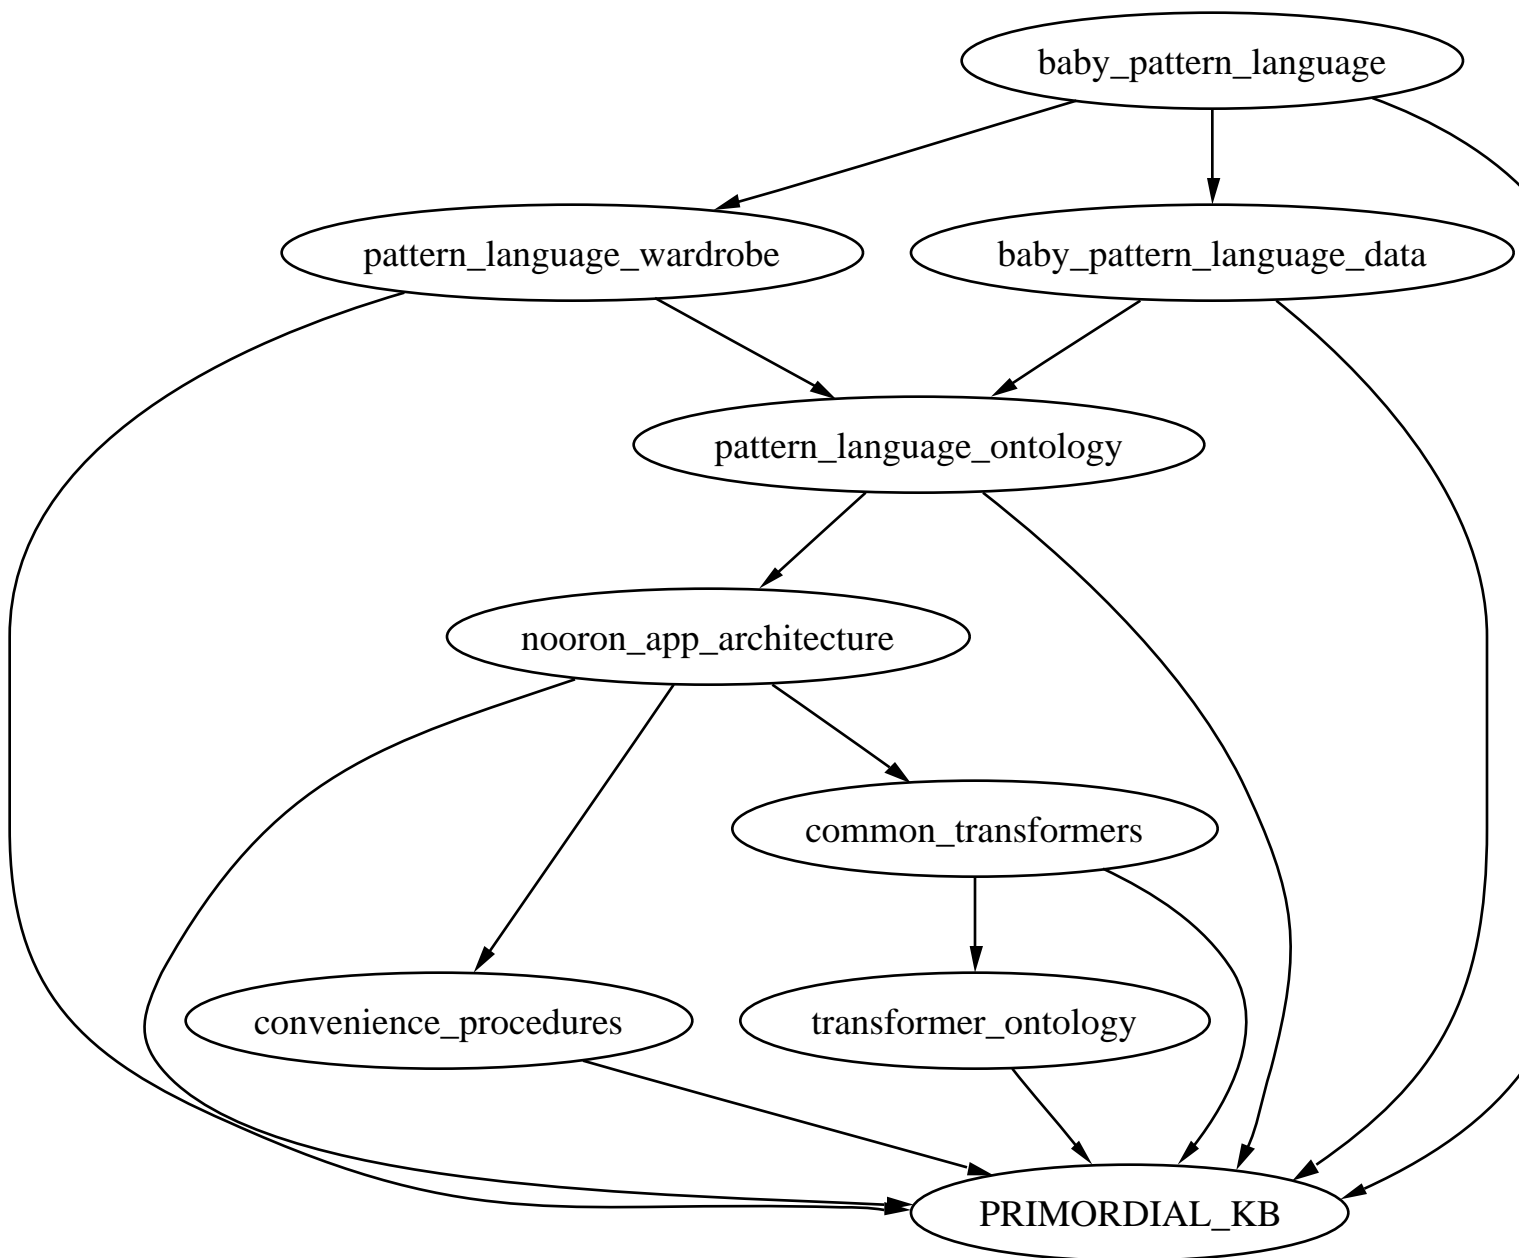 baby_pattern_language
pattern_language_wardrobe
baby_pattern_language_data
pattern_language_ontology
nooron_app_architecture
common_transformers
convenience_procedures
transformer_ontology
PRIMORDIAL_KB